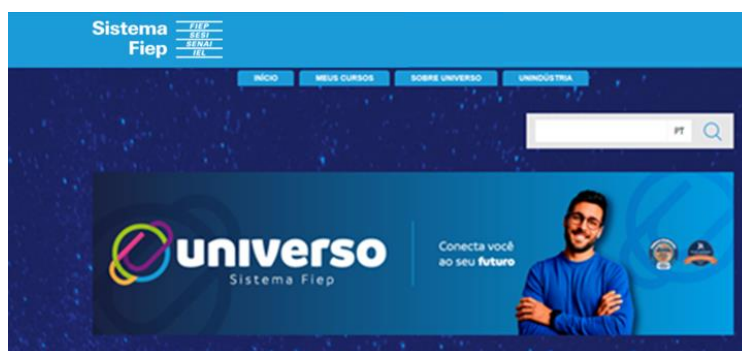 Sistema
Fiep
FIEP
SESI
SENAI
IEL
INÍCIO
MEUS CURSOS
SOBRE UNIVERSO
UNINDÚSTRIA
PT
universo
Sistema Fiep
Conecta você
ao seu futuro